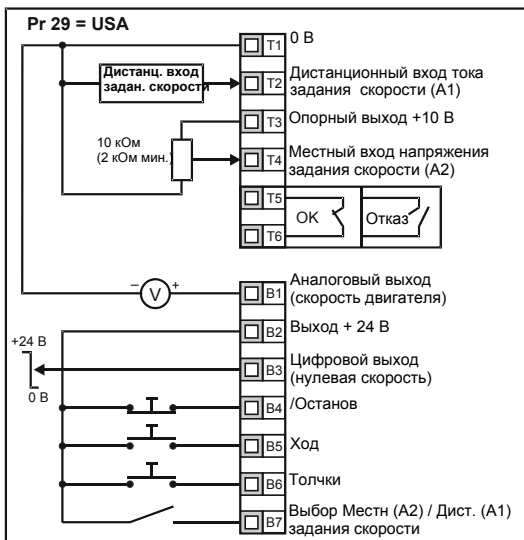 Pr 29 = USA
T1
0 В
Дистанц. вход
задан. скорости
T2
Дистанционный вход тока
задания скорости (A1)
T3
Опорный выход +10 В
10 кОм
(2 кОм мин.)
T4
Местный вход напряжения
задания скорости (A2)
T5
OK
Отказ
T6
– V +
B1
Аналоговый выход
(скорость двигателя)
B2
Выход + 24 В
+24 В
0 В
B3
Цифровой выход
(нулевая скорость)
B4
/Останов
B5
Ход
B6
Толчки
B7
Выбор Местн (A2) / Дист. (A1)
задания скорости